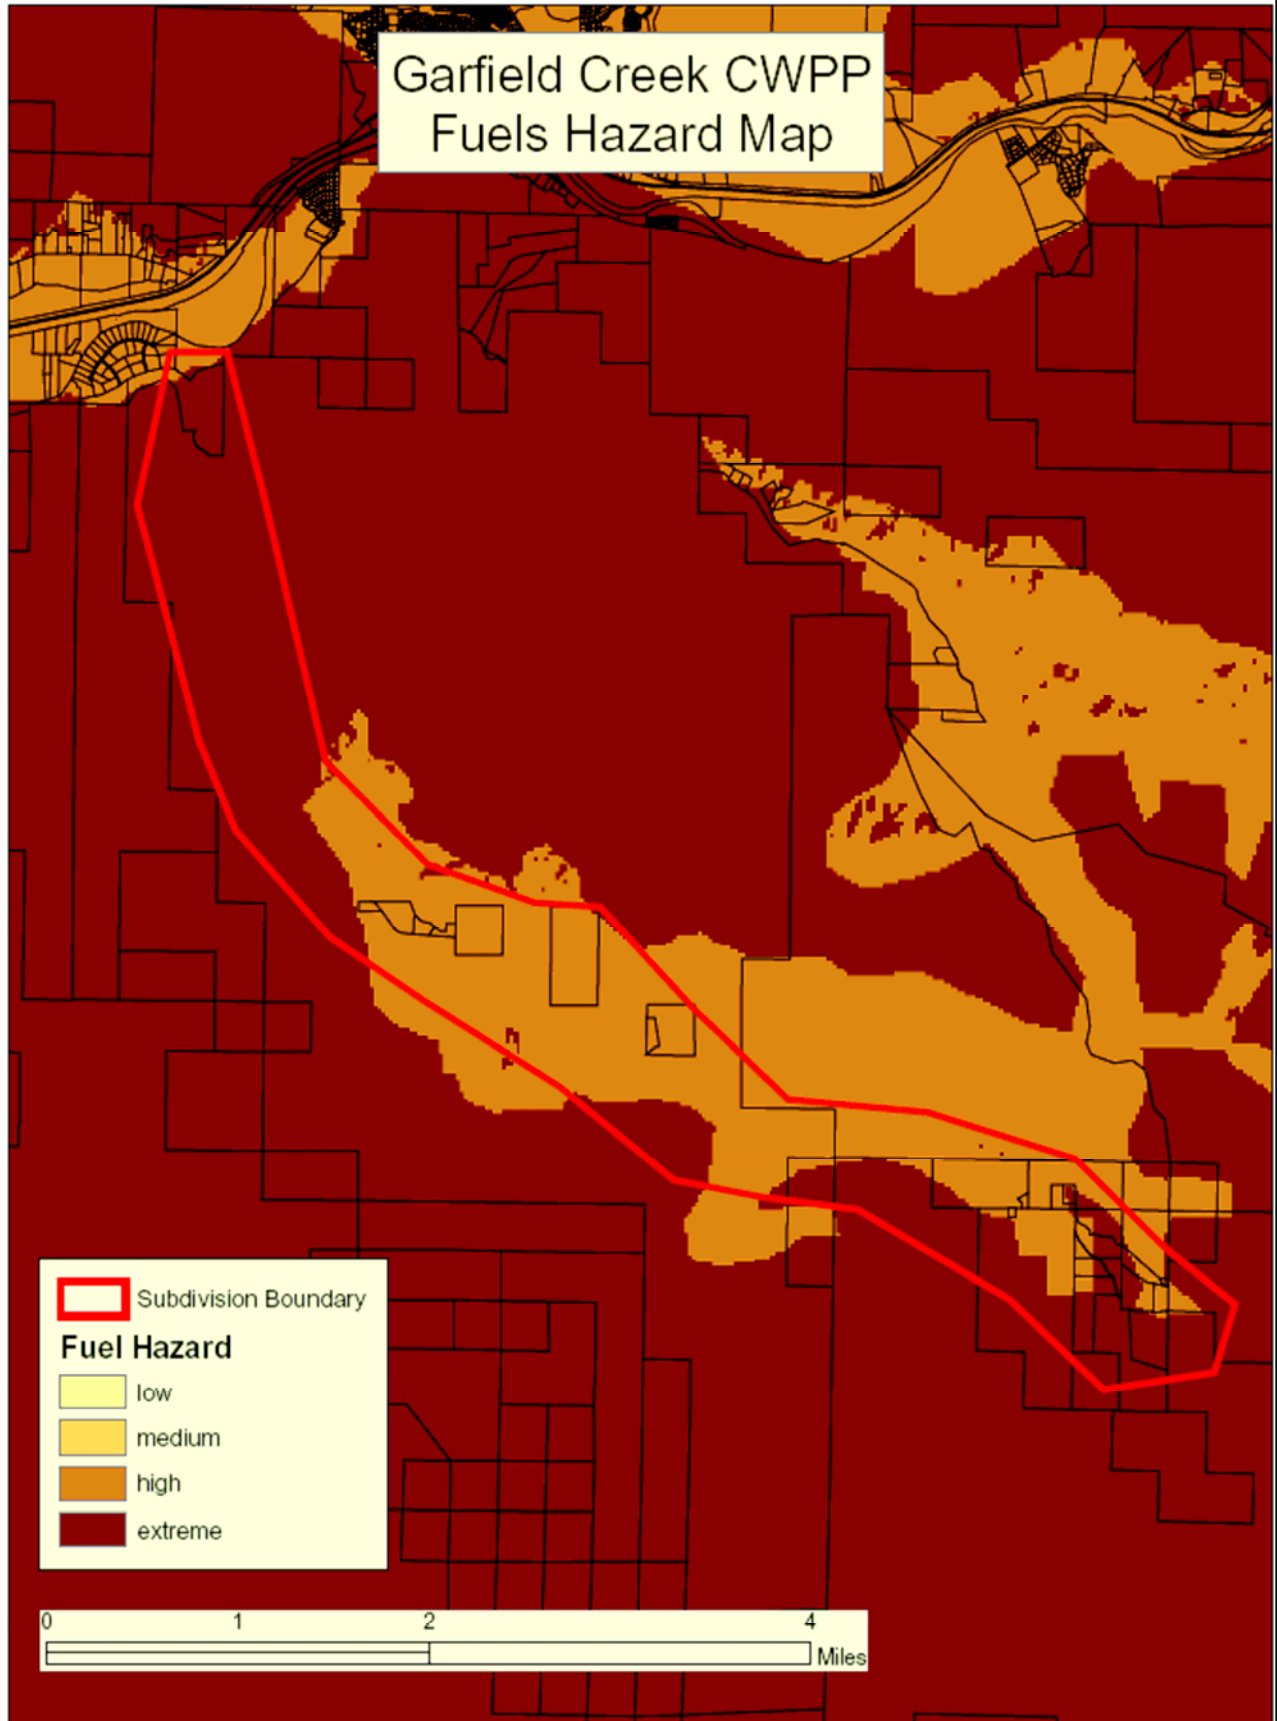 Garfield Creek CWPP
Fuels Hazard Map
Subdivision Boundary
Fuel Hazard
low
medium
high
extreme
0 1 2 4
Miles